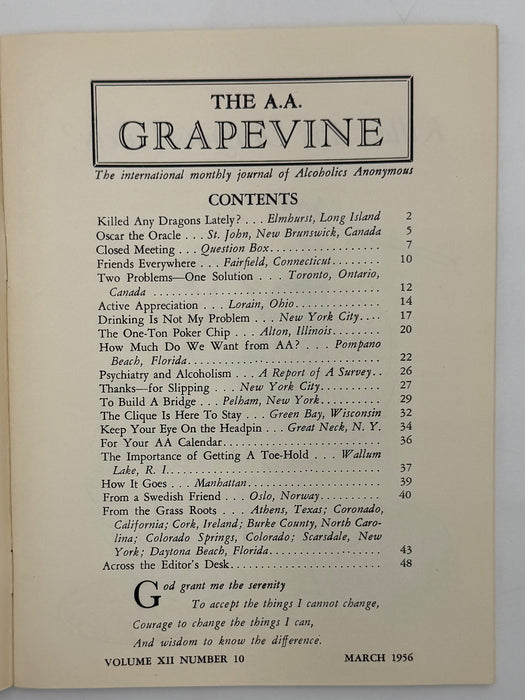 THE A.A.
GRAPEVINE
The international monthly journal of Alcoholics Anonymous
CONTENTS
Killed Any Dragons Lately? . . . Elmhurst, Long Island 2
Oscar the Oracle . . . St. John, New Brunswick, Canada 5
Closed Meeting . . . Question Box.................. 7
Friends Everywhere . . . Fairfield, Connecticut........ 10
Two Problems—One Solution . . . Toronto, Ontario,
Canada ..................................... 12
Active Appreciation . . . Lorain, Ohio.............. 14
Drinking Is Not My Problem . . . New York City.... 17
The One-Ton Poker Chip . . . Alton, Illinois........ 20
How Much Do We Want from AA? . . . Pompano
Beach, Florida............................... 22
Psychiatry and Alcoholism . . . A Report of A Survey.. 26
Thanks—for Slipping . . . New York City.......... 27
To Build A Bridge . . . Pelham, New York.......... 29
The Clique Is Here To Stay . . . Green Bay, Wisconsin 32
Keep Your Eye On the Headpin . . . Great Neck, N. Y. 34
For Your AA Calendar.......................... 36
The Importance of Getting A Toe-Hold . . . Wallum
Lake, R. I.................................. 37
How It Goes . . . Manhattan..................... 39
From a Swedish Friend . . . Oslo, Norway.......... 40
From the Grass Roots . . . Athens, Texas; Coronado,
California; Cork, Ireland; Burke County, North Caro-
lina; Colorado Springs, Colorado; Scarsdale, New
York; Daytona Beach, Florida.................. 43
Across the Editor's Desk......................... 48
God grant me the serenity
To accept the things I cannot change,
Courage to change the things I can,
And wisdom to know the difference.
VOLUME XII NUMBER 10 MARCH 1956